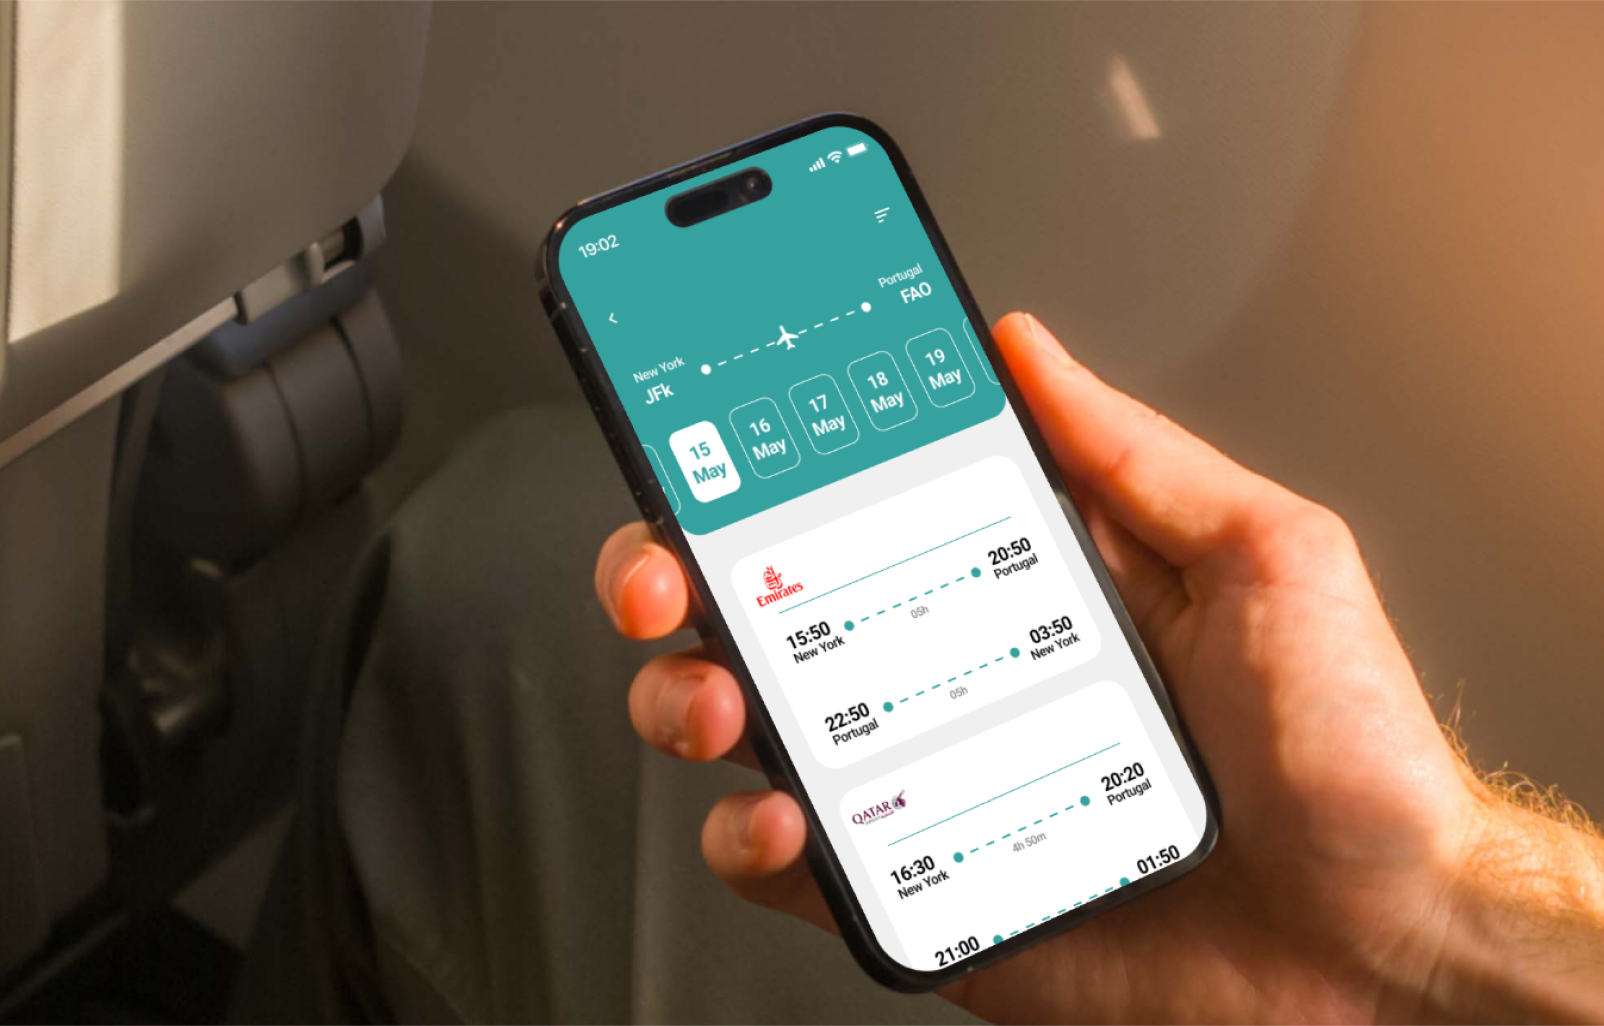 19:02
New York
JFk
Portugal
FAO
15
May
16
May
17
May
18
May
19
May
Emirates
15:50
New York
05h
20:50
Portugal
22:50
Portugal
05h
03:50
New York
QATAR
16:30
New York
4h 50m
20:20
Portugal
21:00
01:50